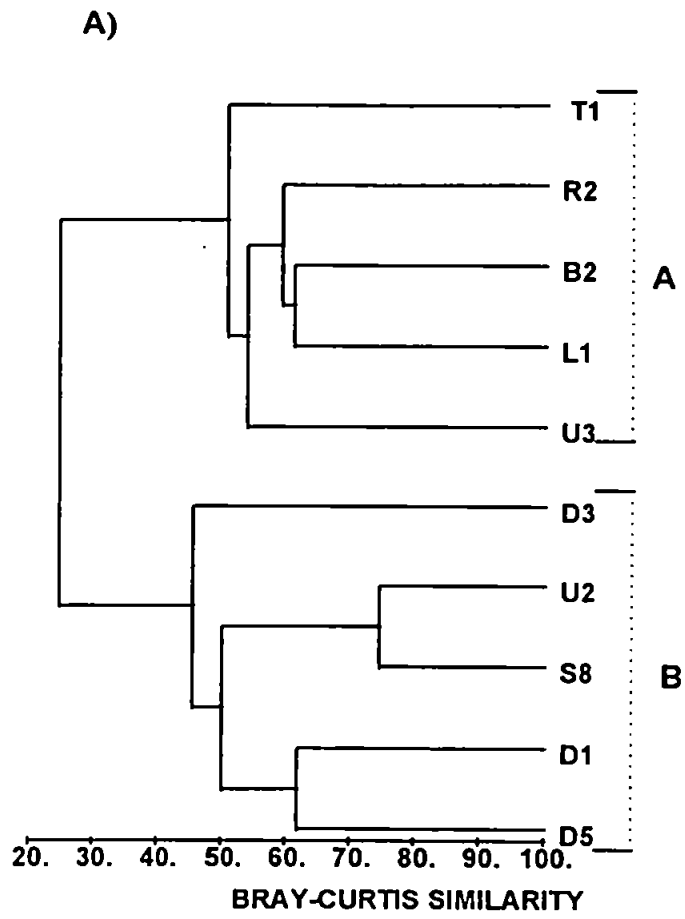 A)
T1
R2
B2
A
L1
U3
D3
U2
S8
B
D1
D5
20. 30. 40. 50. 60. 70. 80. 90. 100.
BRAY-CURTIS SIMILARITY